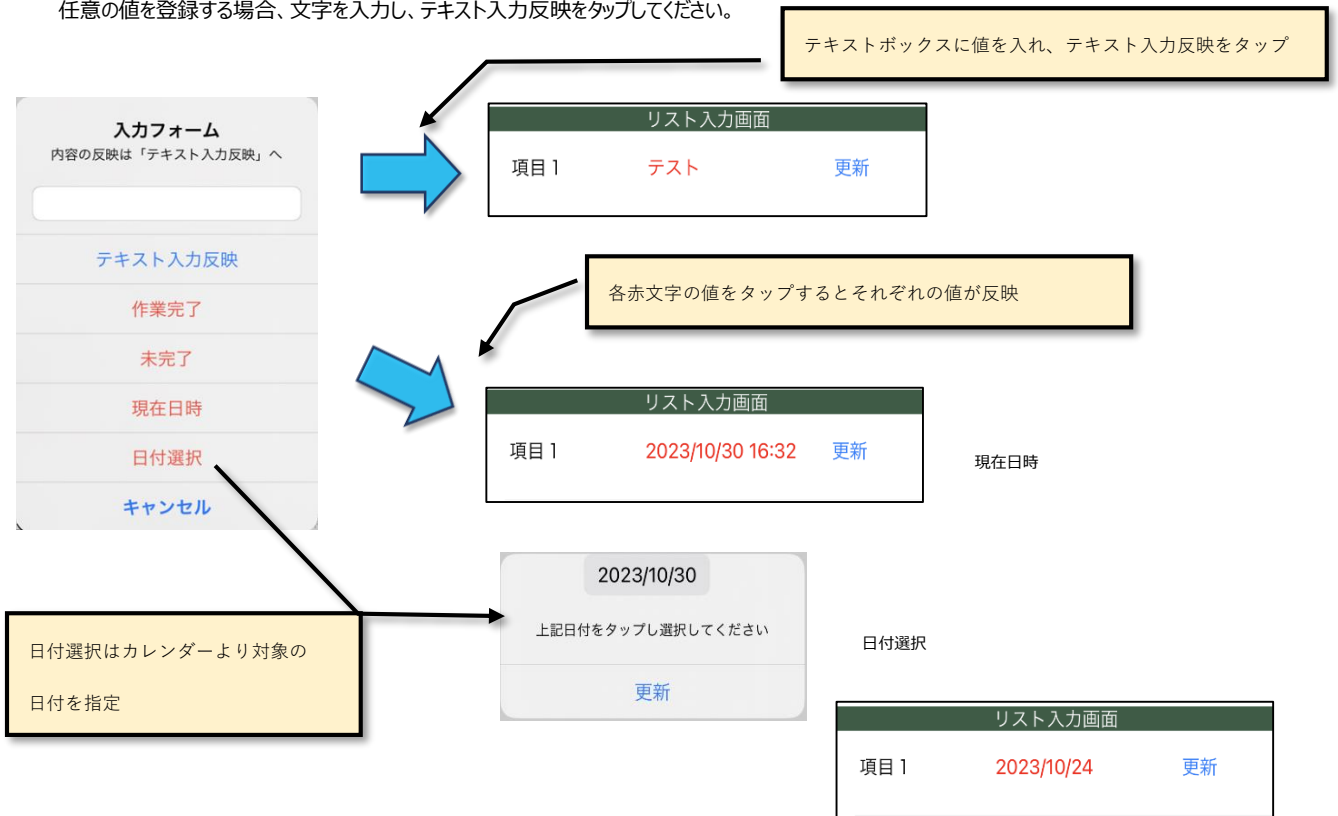 任意の値を登録する場合、文字を入力し、テキスト入力反映をタップしてください。
テキストボックスに値を入れ、テキスト入力反映をタップ
入力フォーム
内容の反映は「テキスト入力反映」へ
テキスト入力反映
作業完了
未完了
現在日時
日付選択
キャンセル
リスト入力画面
項目1 テスト 更新
各赤文字の値をタップするとそれぞれの値が反映
リスト入力画面
項目1 2023/10/30 16:32 更新
現在日時
日付選択はカレンダーより対象の
日付を指定
2023/10/30
上記日付をタップし選択してください
更新
日付選択
リスト入力画面
項目1 2023/10/24 更新